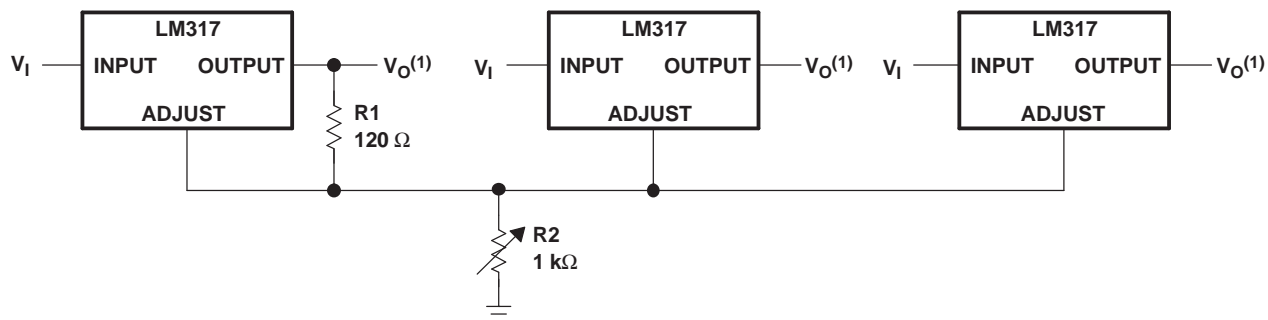 LM317 LM317 LM317
V_I INPUT OUTPUT V_O(1) V_I INPUT OUTPUT V_O(1) V_I INPUT OUTPUT V_O(1)
ADJUST ADJUST ADJUST
R1
120 Ω
R2
1 kΩ